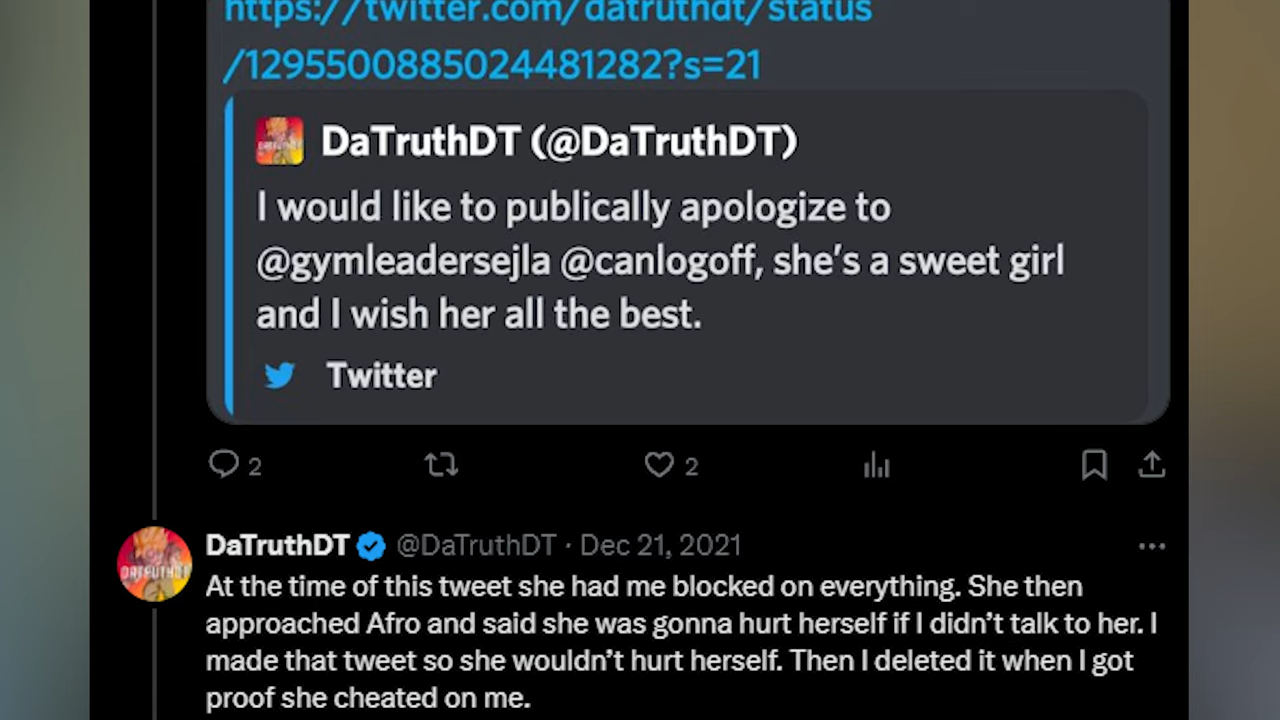 https://twitter.com/datruthdt/status
/1295500885024481282?s=21
DaTruthDT (@DaTruthDT)
I would like to publically apologize to
@gymleadersejla @canlogoff, she's a sweet girl
and I wish her all the best.
Twitter
2
2
DaTruthDT @DaTruthDT · Dec 21, 2021
DATRUTHDT
At the time of this tweet she had me blocked on everything. She then
approached Afro and said she was gonna hurt herself if I didn't talk to her. I
made that tweet so she wouldn't hurt herself. Then I deleted it when I got
proof she cheated on me.